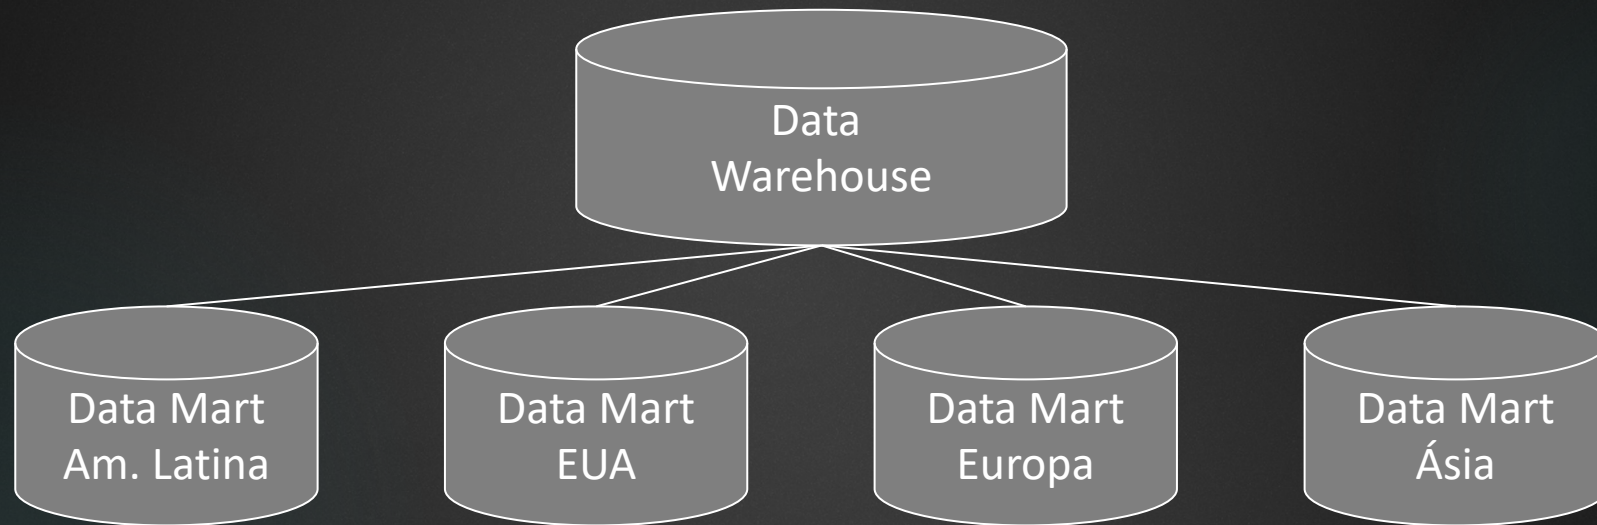 Data
Warehouse
Data Mart
Am. Latina
Data Mart
EUA
Data Mart
Europa
Data Mart
Ásia